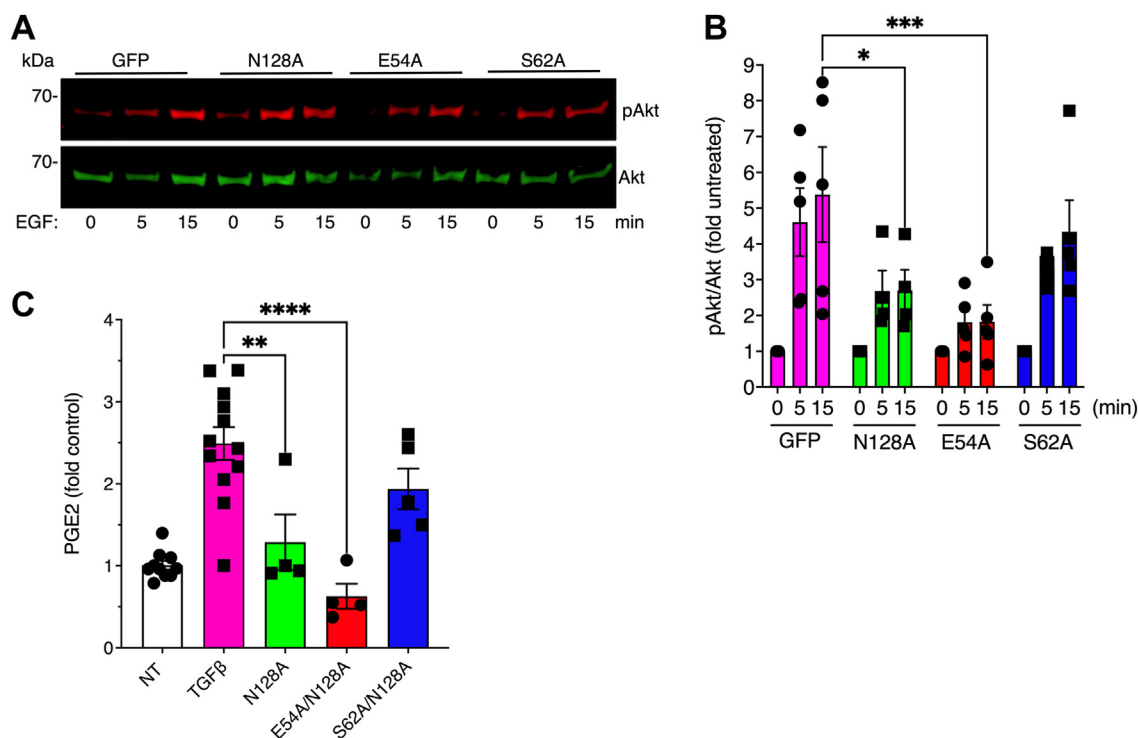 A
kDa
GFP N128A E54A S62A
70-
pAkt
70-
Akt
EGF: 0 5 15 0 5 15 0 5 15 0 5 15 min
B
***
*
pAkt/Akt (fold untreated)
9
8
7
6
5
4
3
2
1
0
0 5 15 0 5 15 0 5 15 0 5 15 (min)
GFP N128A E54A S62A
C
****
**
PGE2 (fold control)
4
3
2
1
0
NT
TGFβ
N128A
E54A/N128A
S62A/N128A